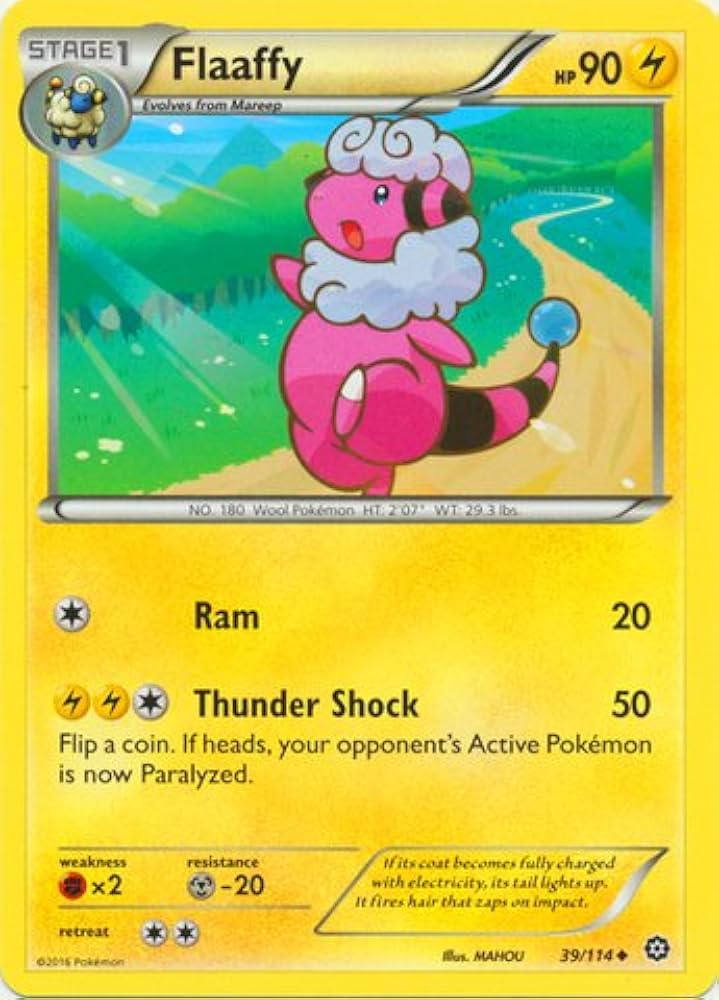 STAGE1
Flaaffy
HP90
Evolves from Mareep
NO. 180 Wool Pokémon HT: 2'07" WT: 29.3 lbs.
Ram 20
Thunder Shock 50
Flip a coin. If heads, your opponent's Active Pokémon
is now Paralyzed.
weakness
×2
resistance
-20
retreat
If its coat becomes fully charged
with electricity, its tail lights up.
It fires hair that zaps on impact.
©2016 Pokémon
Illus. MAHOU
39/114